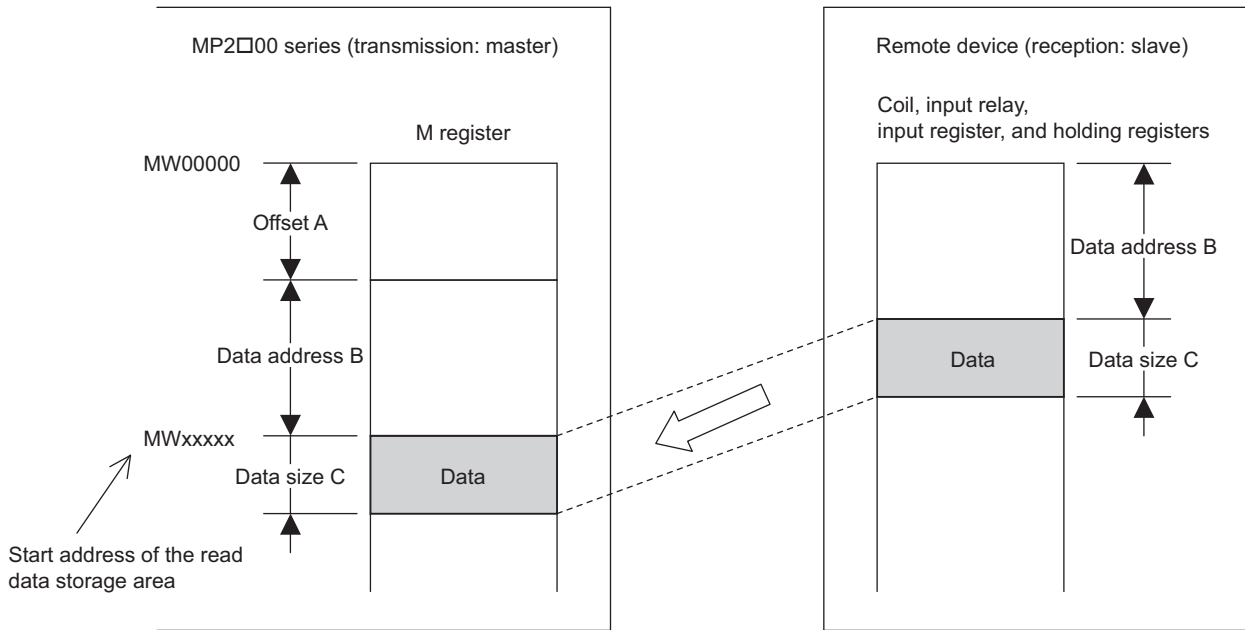 MP2□00 series (transmission: master)
M register
MW00000
Offset A
Data address B
MWxxxxx
Data size C
Data
Start address of the read
data storage area
Remote device (reception: slave)
Coil, input relay,
input register, and holding registers
Data address B
Data
Data size C